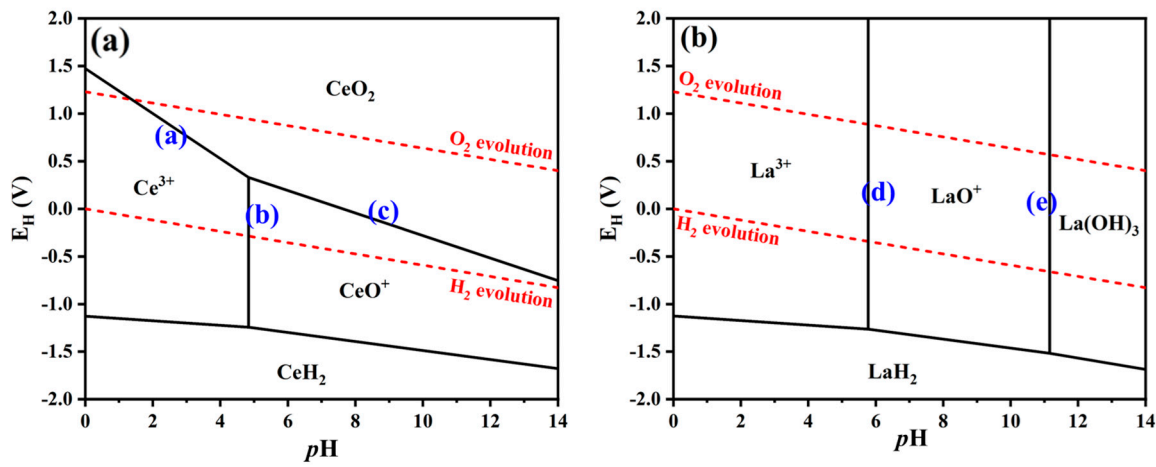 (a)
2.0
1.5
1.0
0.5
0.0
-0.5
-1.0
-1.5
-2.0
E_H (V)
CeO₂
O₂ evolution
(a)
Ce³⁺
(b)
(c)
CeO⁺
H₂ evolution
CeH₂
0 2 4 6 8 10 12 14
pH
(b)
2.0
1.5
1.0
0.5
0.0
-0.5
-1.0
-1.5
-2.0
E_H (V)
O₂ evolution
La³⁺
(d)
LaO⁺
(e)
La(OH)₃
H₂ evolution
LaH₂
0 2 4 6 8 10 12 14
pH